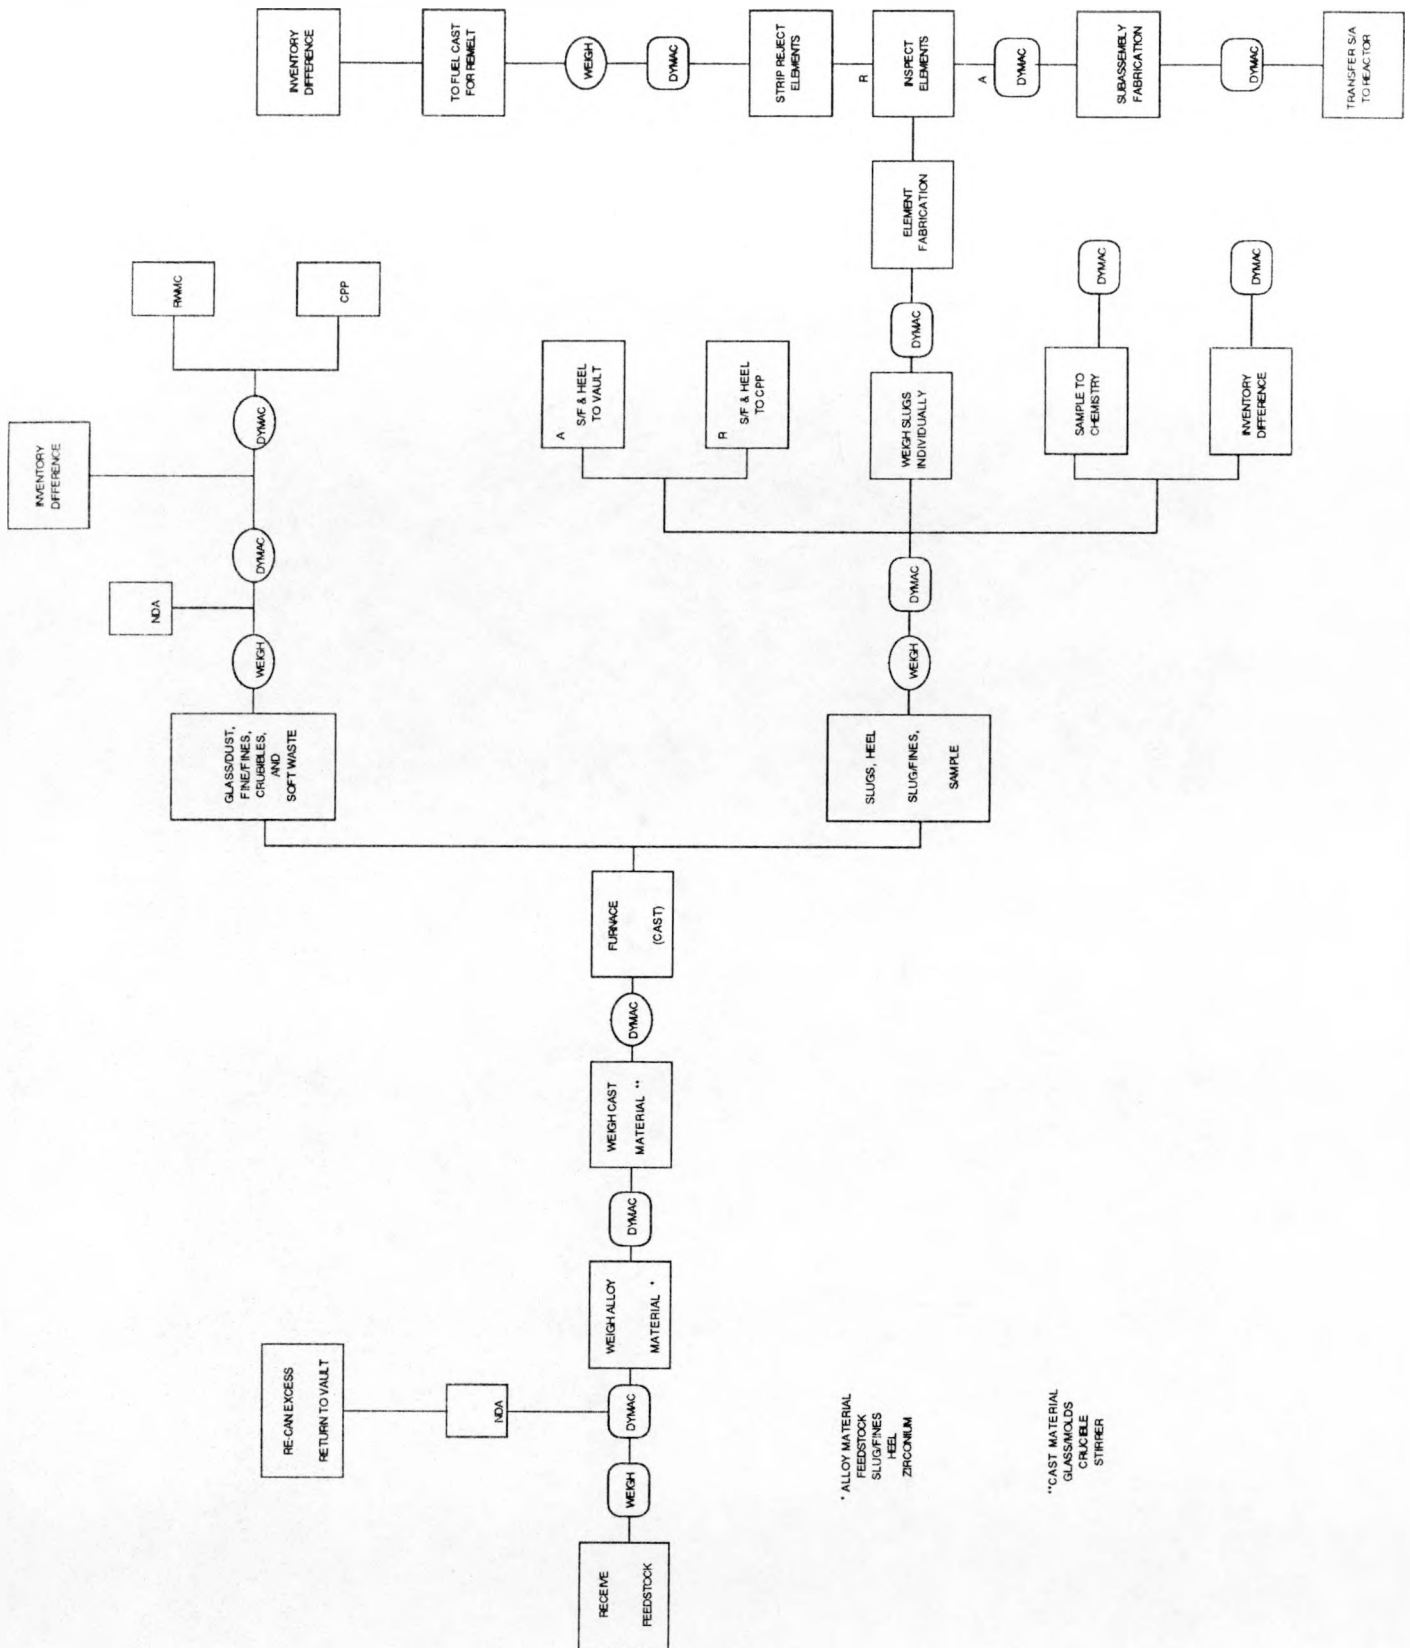 RECEIVE
FEEDSTOCK
WEIGH
DYMAC
NDA
RE-CAN EXCESS
RETURN TO VAULT
WEIGH ALLOY
MATERIAL *
DYMAC
WEIGH CAST
MATERIAL **
DYMAC
FURNACE
(CAST)
GLASS/DUST,
FINE/FINES,
CRUBIBLES,
AND
SOFT WASTE
WEIGH
NDA
DYMAC
INVENTORY
DIFFERENCE
DYMAC
RWMC
CPP
SLUGS, HEEL
SLUG/FINES,
SAMPLE
WEIGH
DYMAC
A
S/F & HEEL
TO VAULT
R
S/F & HEEL
TO CPP
WEIGH SLUGS
INDIVIDUALLY
DYMAC
ELEMENT
FABRICATION
SAMPLE TO
CHEMISTRY
DYMAC
INVENTORY
DIFFERENCE
DYMAC
INVENTORY
DIFFERENCE
TO FUEL CAST
FOR REMELT
WEIGH
DYMAC
STRIP REJECT
ELEMENTS
R
INSPECT
ELEMENTS
A
DYMAC
SUBASSEMBLY
FABRICATION
DYMAC
TRANSFER S/A
TO REACTOR
* ALLOY MATERIAL
FEEDSTOCK
SLUG/FINES
HEEL
ZIRCONIUM
**CAST MATERIAL
GLASS/MOLDS
CRUCIBLE
STIRRER